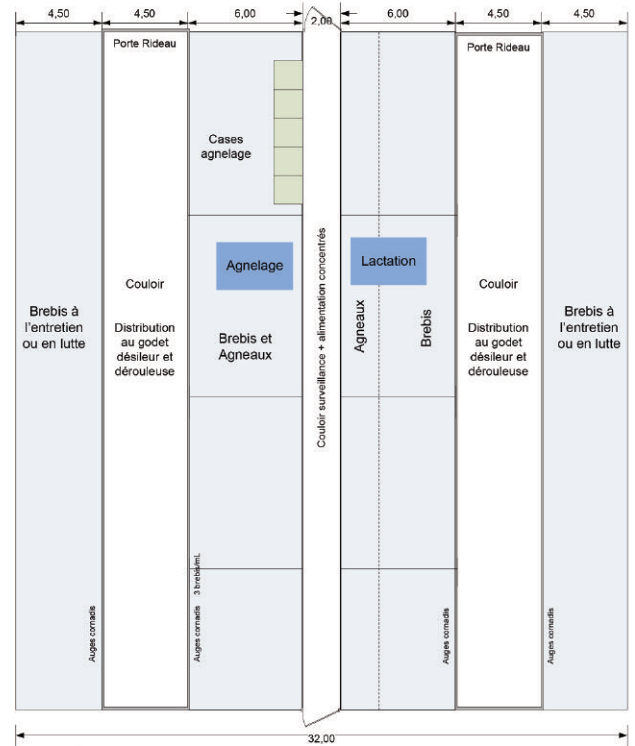 4,50
4,50
6,00
2,00
6,00
4,50
4,50
Porte Rideau
Porte Rideau
Cases
agnelage
Agnelage
Lactation
Brebis à
l'entretien
ou en lutte
Couloir
Distribution
au godet
désileur et
dérouleuse
Brebis et
Agneaux
Couloir surveillance + alimentation concentrés
Agneaux
Brebis
Couloir
Distribution
au godet
désileur et
dérouleuse
Brebis à
l'entretien
ou en lutte
Auges cornadis
Auges cornadis 3 brebis/mL
Auges cornadis
Auges cornadis
32,00